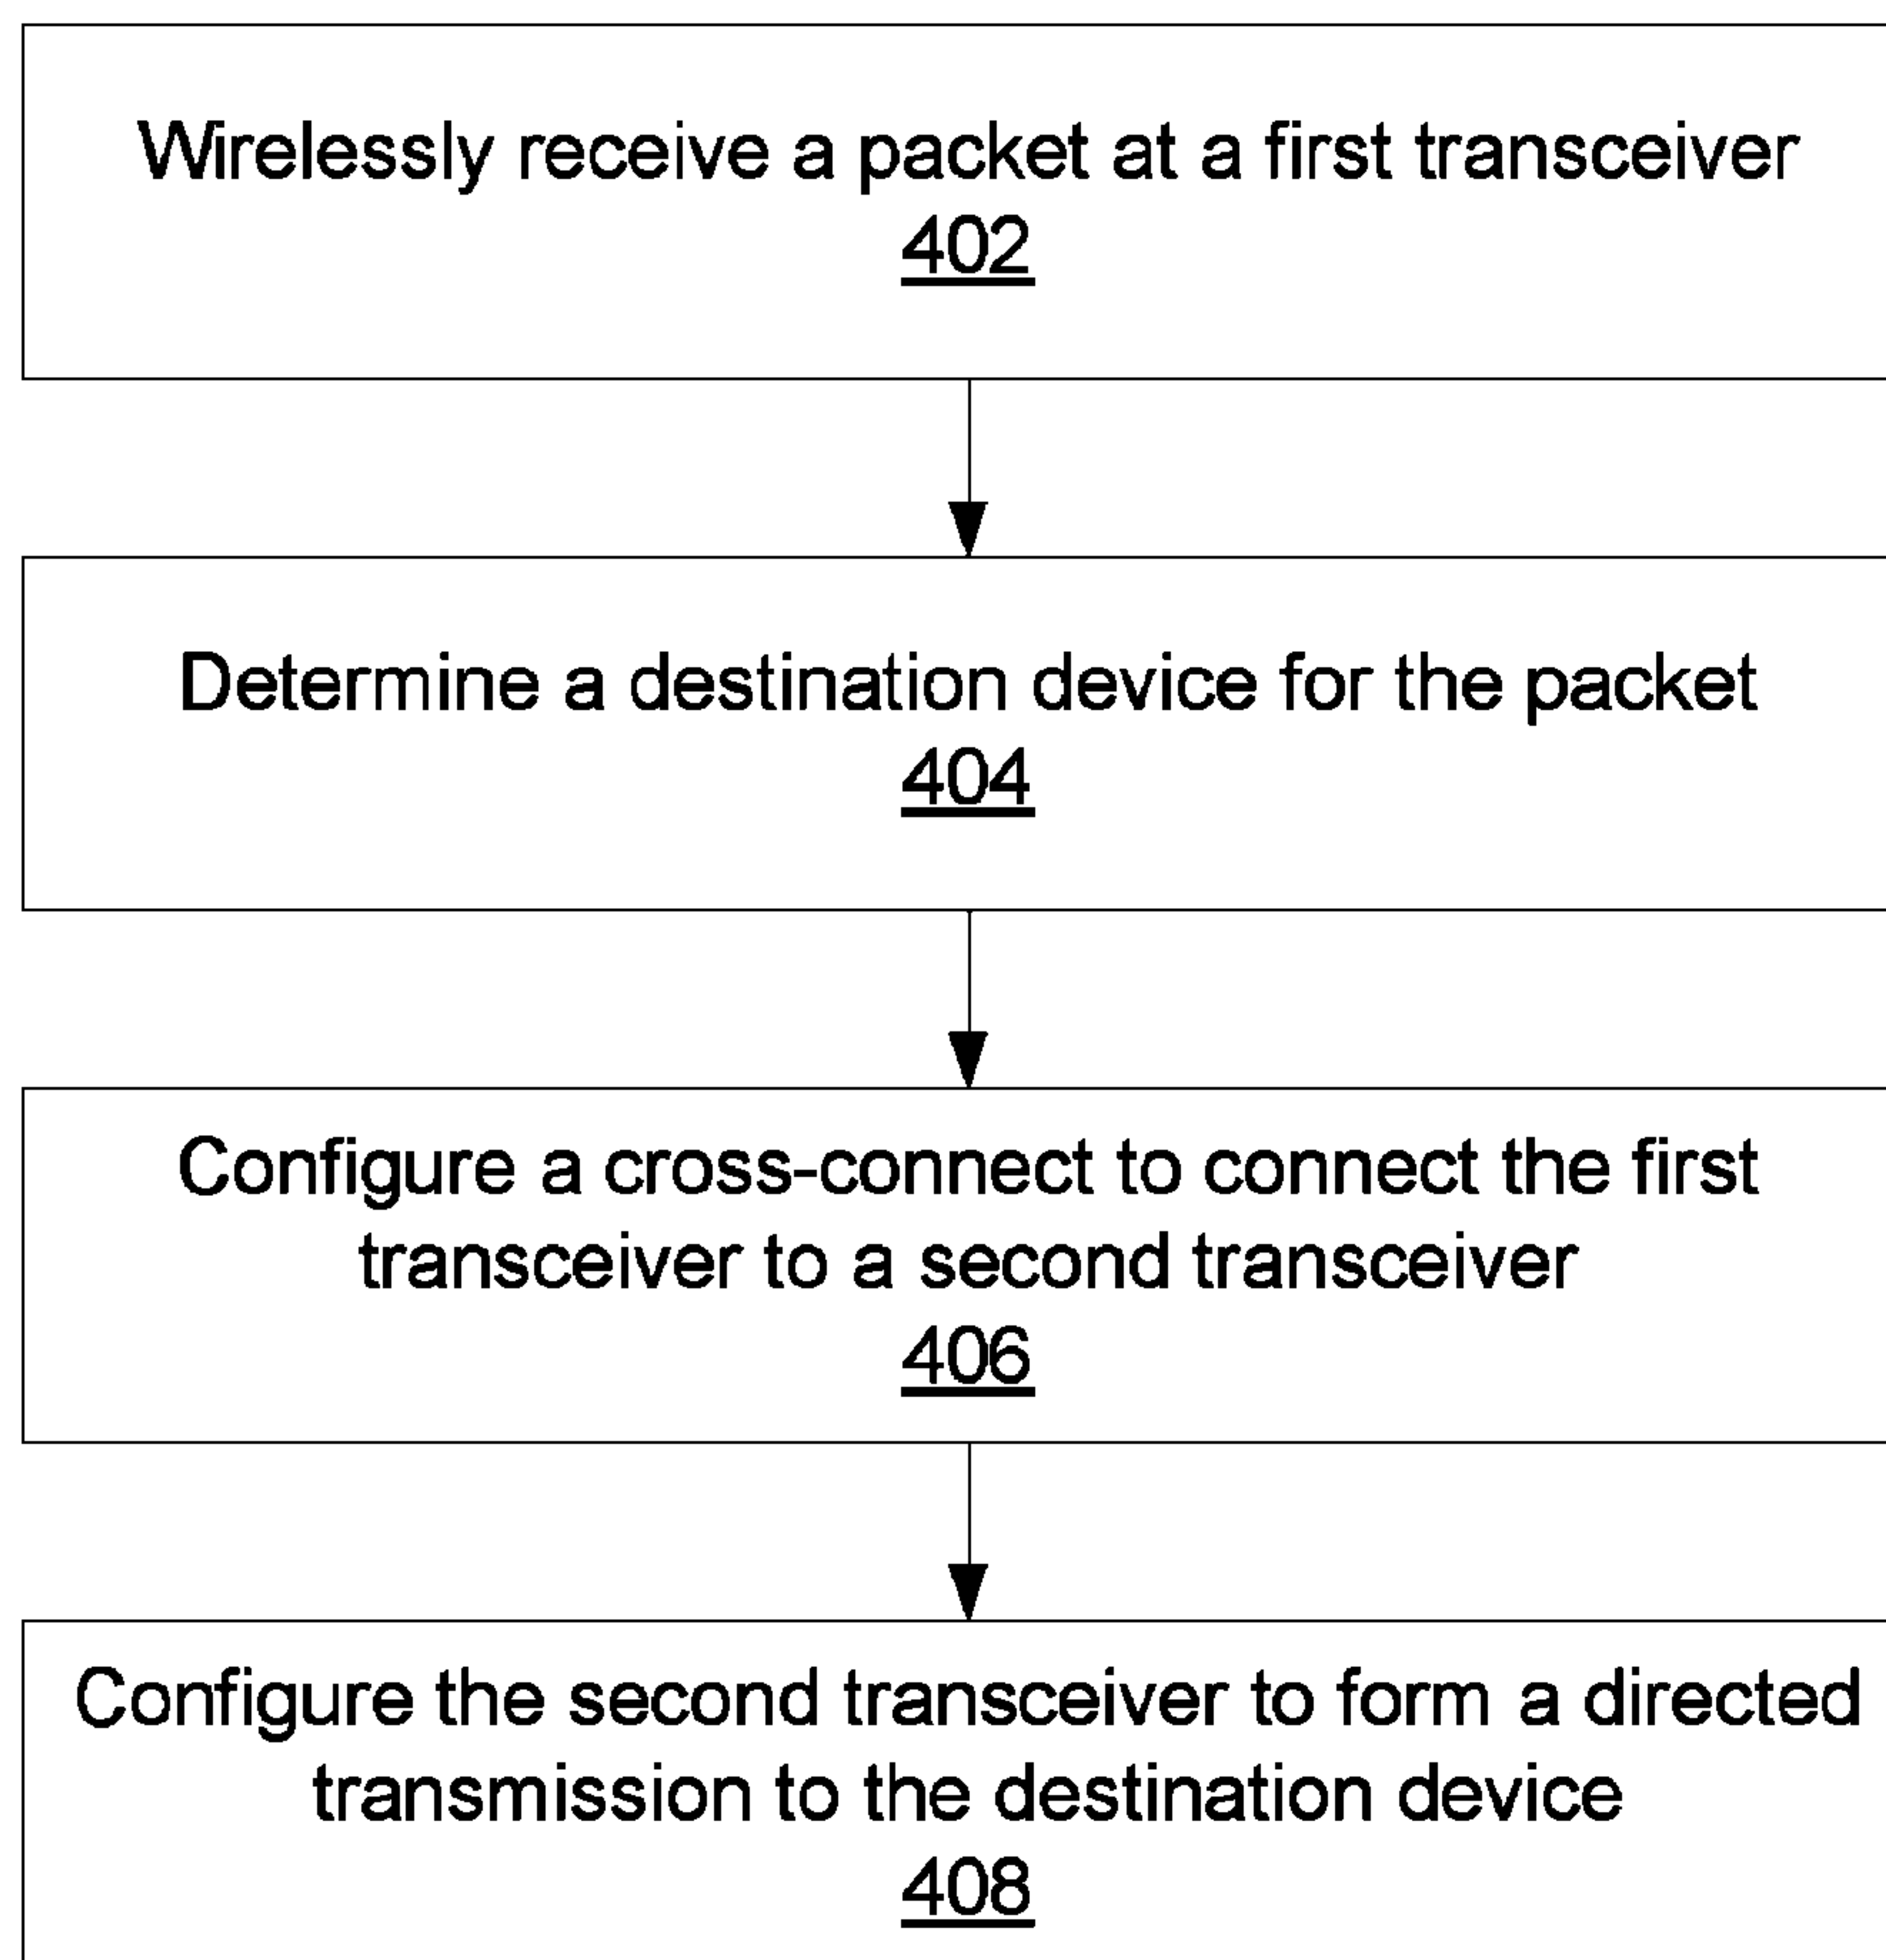 Wirelessly receive a packet at a first transceiver
402
Determine a destination device for the packet
404
Configure a cross-connect to connect the first
transceiver to a second transceiver
406
Configure the second transceiver to form a directed
transmission to the destination device
408